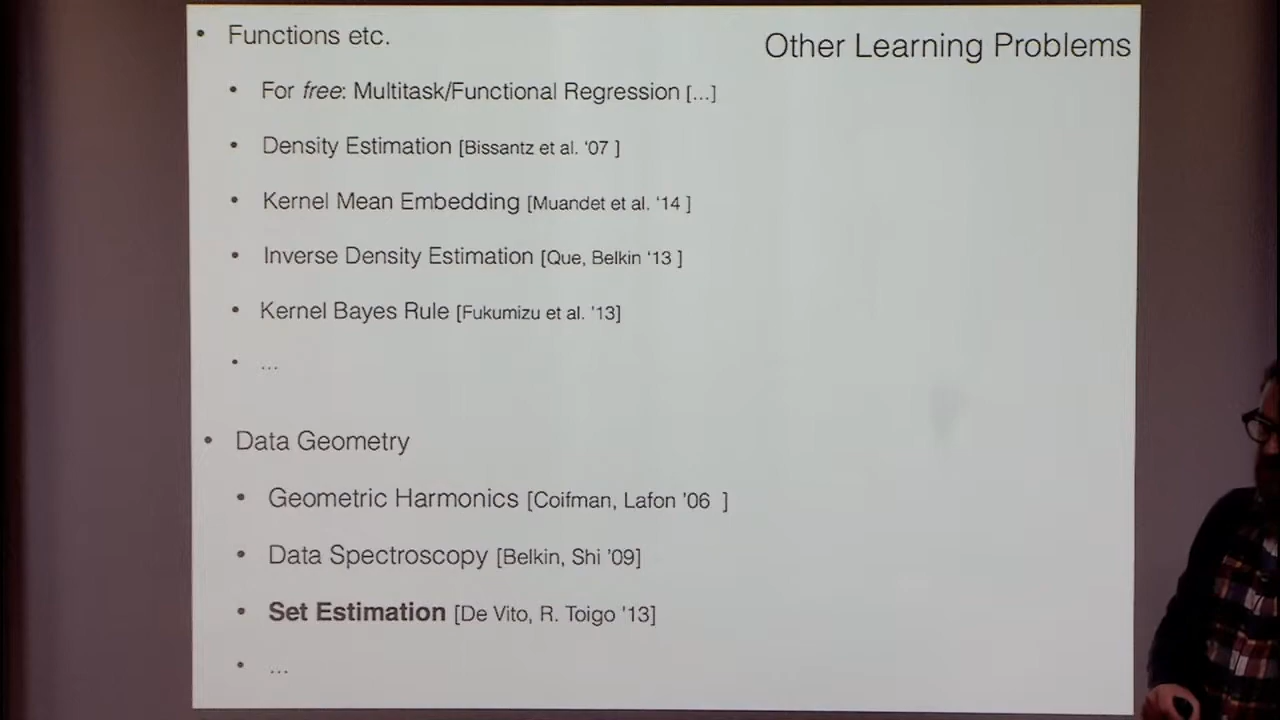 Other Learning Problems
• Functions etc.
• For free: Multitask/Functional Regression [...]
• Density Estimation [Bissantz et al. '07 ]
• Kernel Mean Embedding [Muandet et al. '14 ]
• Inverse Density Estimation [Que, Belkin '13 ]
• Kernel Bayes Rule [Fukumizu et al. '13]
• ...
• Data Geometry
• Geometric Harmonics [Coifman, Lafon '06 ]
• Data Spectroscopy [Belkin, Shi '09]
• Set Estimation [De Vito, R. Toigo '13]
• ...